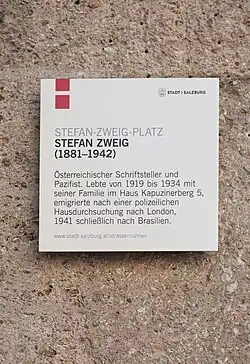 STADT : SALZBURG
STEFAN-ZWEIG-PLATZ
STEFAN ZWEIG
(1881–1942)
Österreichischer Schriftsteller und
Pazifist. Lebte von 1919 bis 1934 mit
seiner Familie im Haus Kapuzinerberg 5,
emigrierte nach einer polizeilichen
Hausdurchsuchung nach London,
1941 schließlich nach Brasilien.
www.stadt-salzburg.at/strassennamen